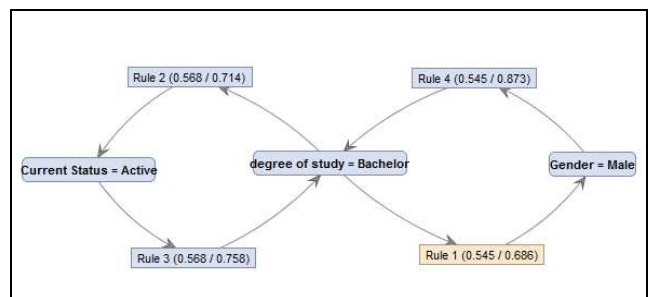 Rule 2 (0.568 / 0.714)
Rule 4 (0.545 / 0.873)
Current Status = Active
degree of study = Bachelor
Gender = Male
Rule 3 (0.568 / 0.758)
Rule 1 (0.545 / 0.686)